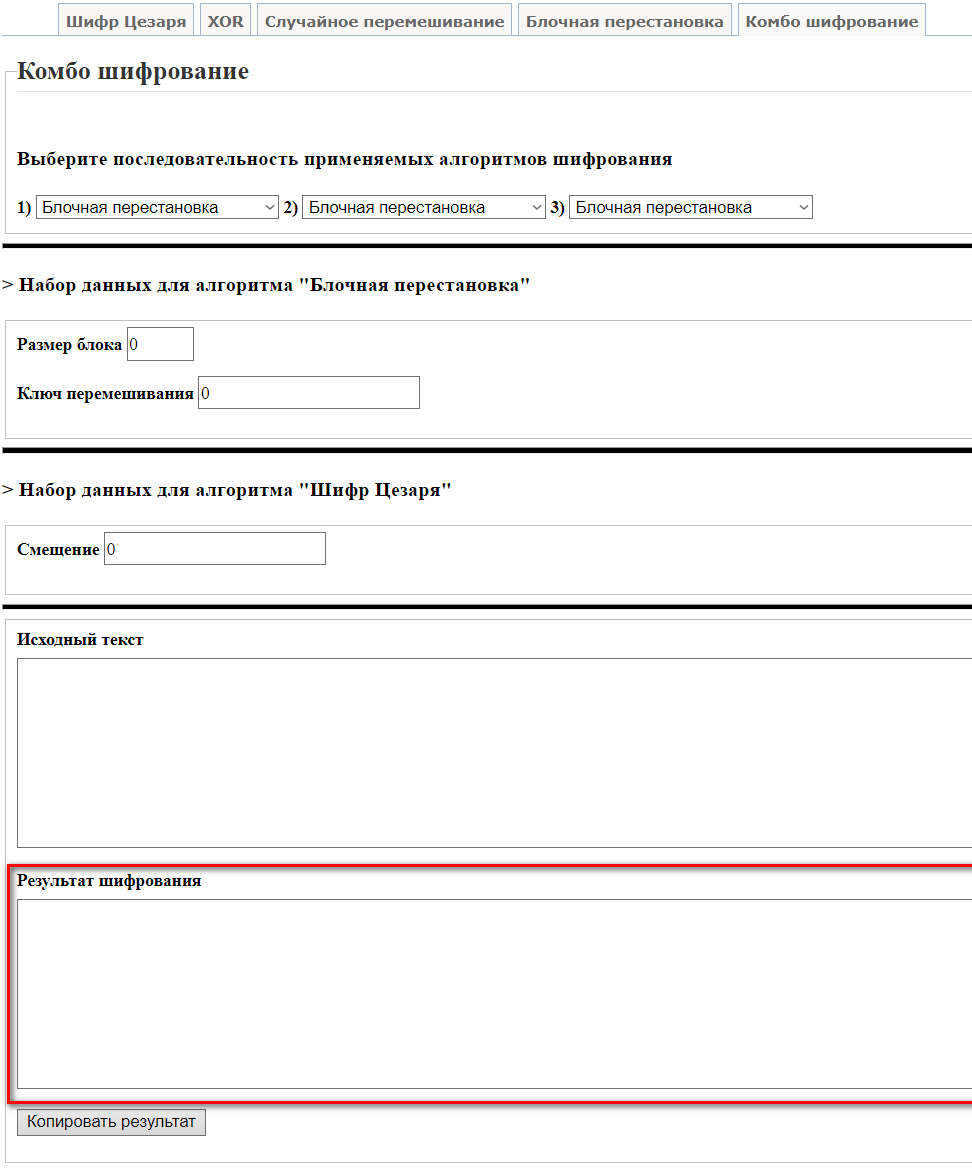 Шифр Цезаря XOR Случайное перемешивание Блочная перестановка Комбо шифрование
Комбо шифрование
Выберите последовательность применяемых алгоритмов шифрования
1) Блочная перестановка 2) Блочная перестановка 3) Блочная перестановка
> Набор данных для алгоритма "Блочная перестановка"
Размер блока 0
Ключ перемешивания 0
> Набор данных для алгоритма "Шифр Цезаря"
Смещение 0
Исходный текст
Результат шифрования
Копировать результат